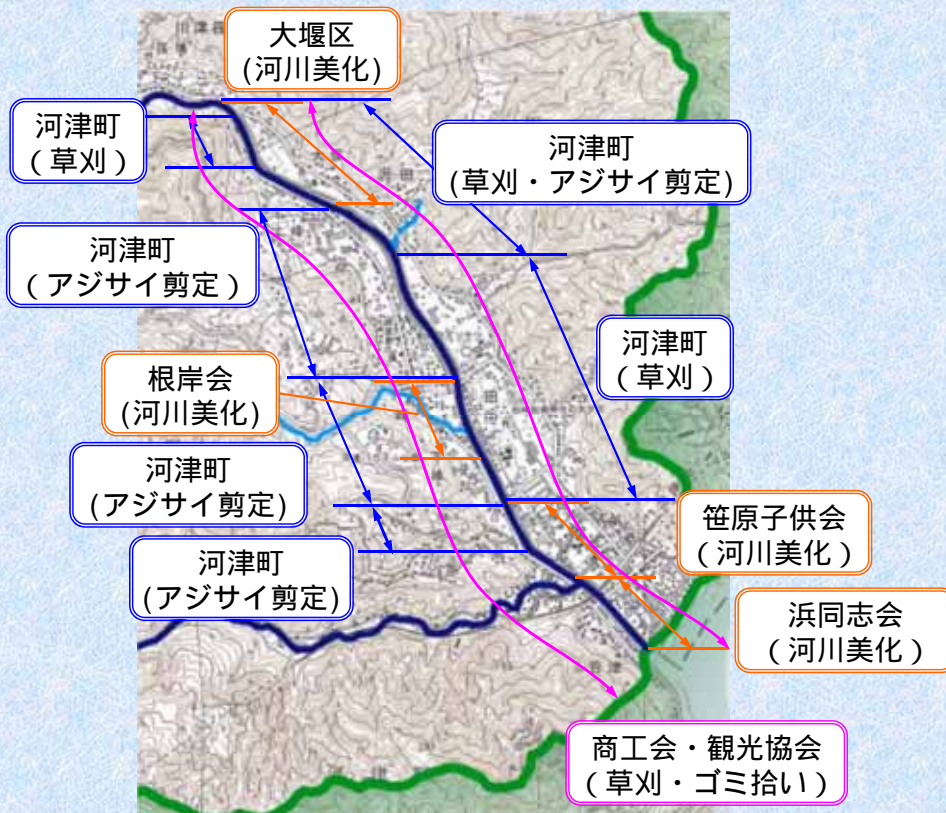 大堰区
(河川美化)
河津町
（草刈）
河津町
(草刈・アジサイ剪定)
河津町
（アジサイ剪定）
河津町
（草刈）
根岸会
(河川美化)
河津町
(アジサイ剪定)
笹原子供会
（河川美化）
河津町
(アジサイ剪定)
浜同志会
（河川美化）
商工会・観光協会
（草刈・ゴミ拾い）